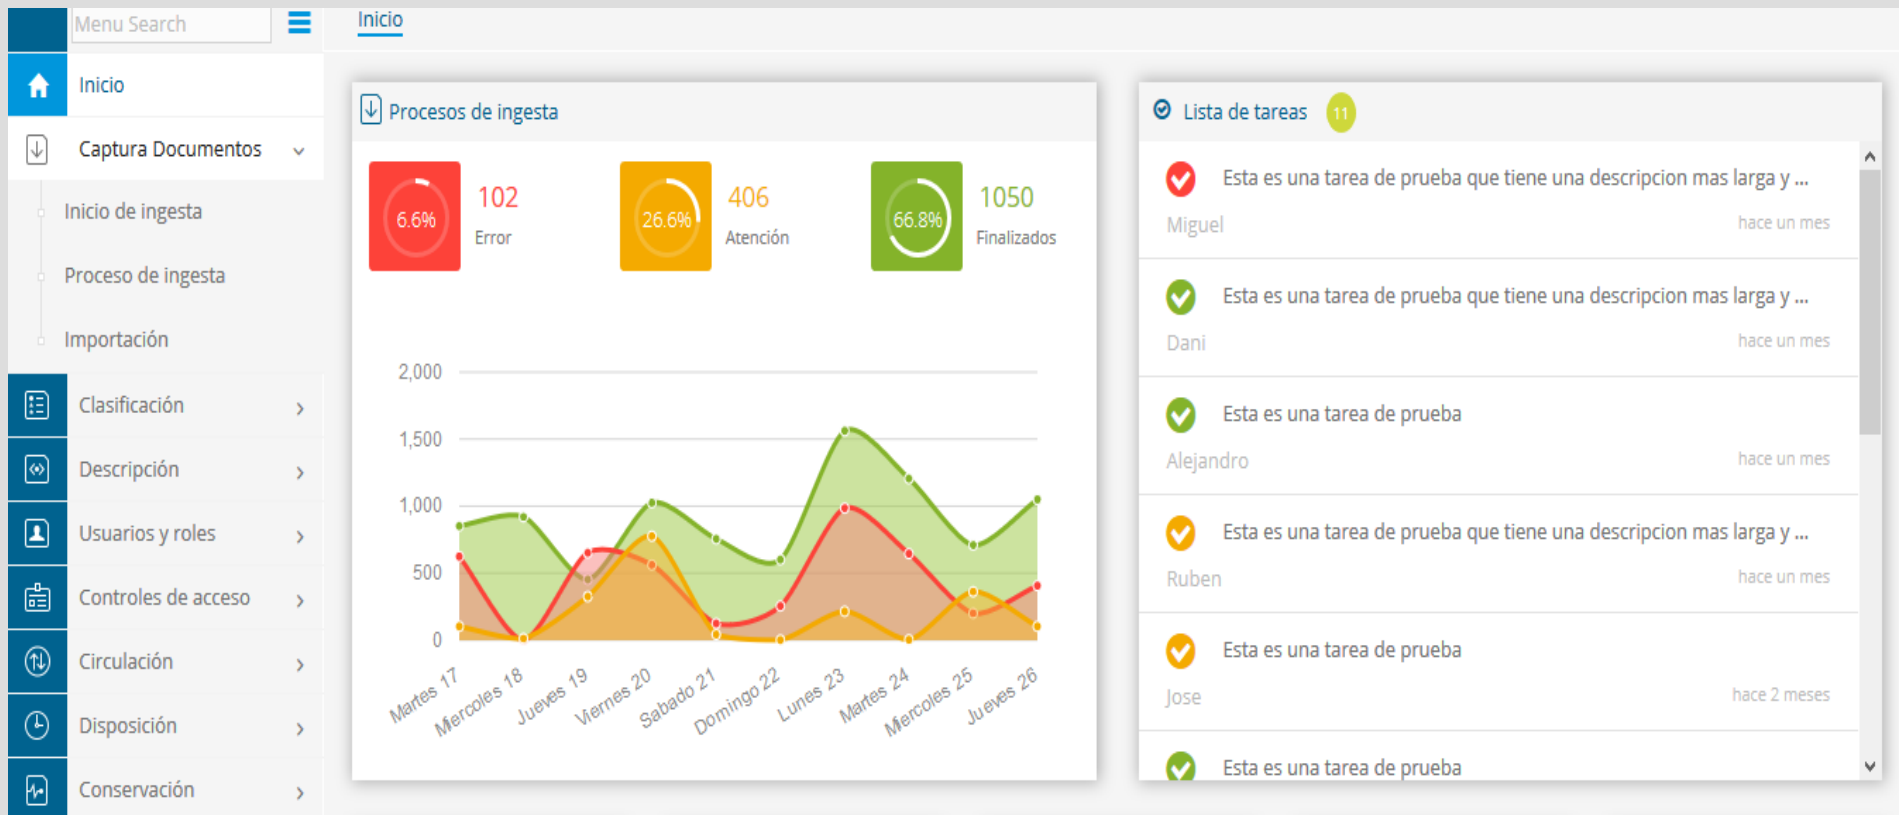 Menu Search
Inicio
Inicio
Captura Documentos
Inicio de ingesta
Proceso de ingesta
Importación
Clasificación
Descripción
Usuarios y roles
Controles de acceso
Circulación
Disposición
Conservación
Procesos de ingesta
6.6%
102
Error
26.6%
406
Atención
66.8%
1050
Finalizados
2,000
1,500
1,000
500
0
Martes 17
Miercoles 18
Jueves 19
Viernes 20
Sabado 21
Domingo 22
Lunes 23
Martes 24
Miercoles 25
Jueves 26
Lista de tareas 11
Esta es una tarea de prueba que tiene una descripcion mas larga y ...
Miguel hace un mes
Esta es una tarea de prueba que tiene una descripcion mas larga y ...
Dani hace un mes
Esta es una tarea de prueba
Alejandro hace un mes
Esta es una tarea de prueba que tiene una descripcion mas larga y ...
Ruben hace un mes
Esta es una tarea de prueba
Jose hace 2 meses
Esta es una tarea de prueba